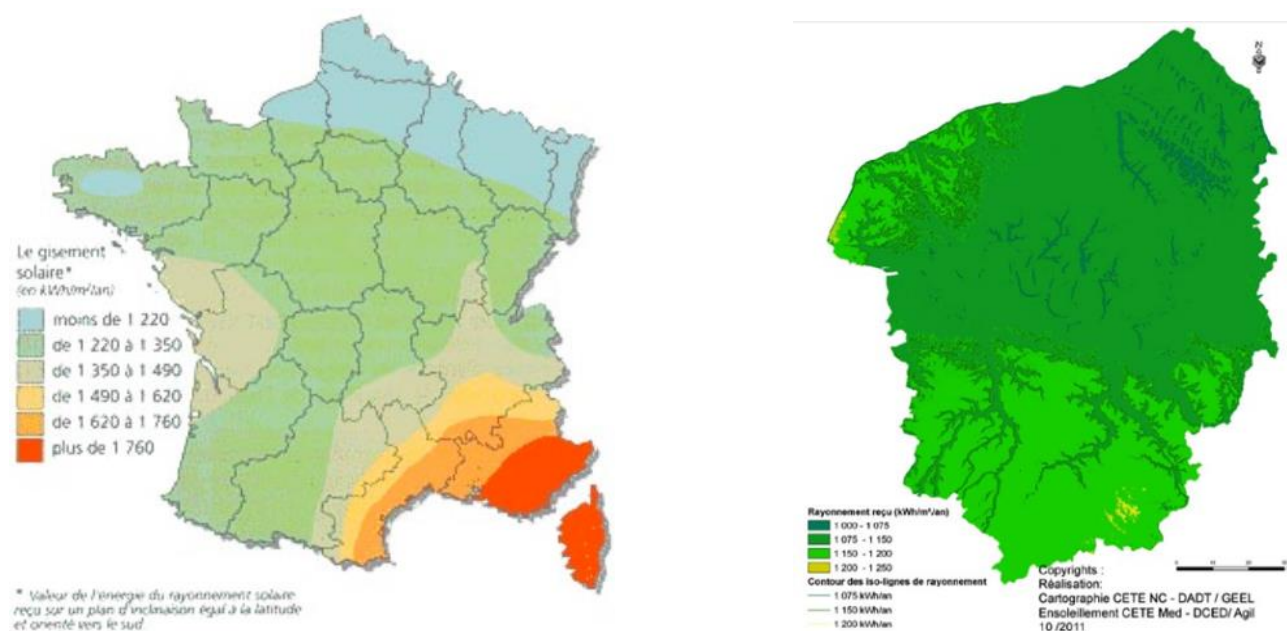 Le gisement
solaire*
(en kWh/m²/an)
moins de 1 220
de 1 220 à 1 350
de 1 350 à 1 490
de 1 490 à 1 620
de 1 620 à 1 760
plus de 1 760
* Valeur de l'energie du rayonnement solaire
reçu sur un plan d'inclinaison égal à la latitude
et orienté vers le sud
N
Rayonnement reçu (kWh/m²/an)
1 000 - 1 075
1 075 - 1 150
1 150 - 1 200
1 200 - 1 250
Contour des iso-lignes de rayonnement
1 075 kWh/an
1 150 kWh/an
1 200 kWh/an
Copyrights :
Réalisation:
Cartographie CETE NC - DADT / GEEL
Ensoleillement CETE Med - DCED/ Agil
10 /2011